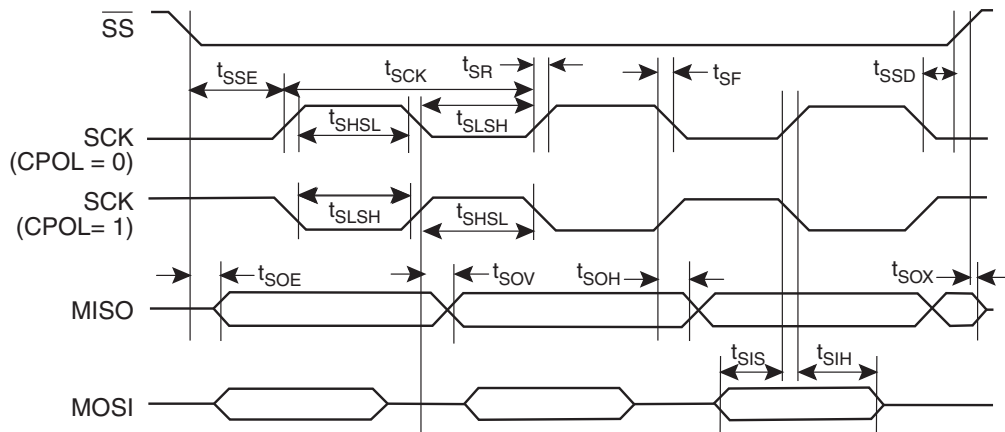 SS
tSSE
tSCK
tSR
tSF
tSSD
SCK
(CPOL = 0)
tSHSL
tSLSH
SCK
(CPOL= 1)
tSLSH
tSHSL
tSOE
tSOV
tSOH
tSOX
MISO
tSIS
tSIH
MOSI